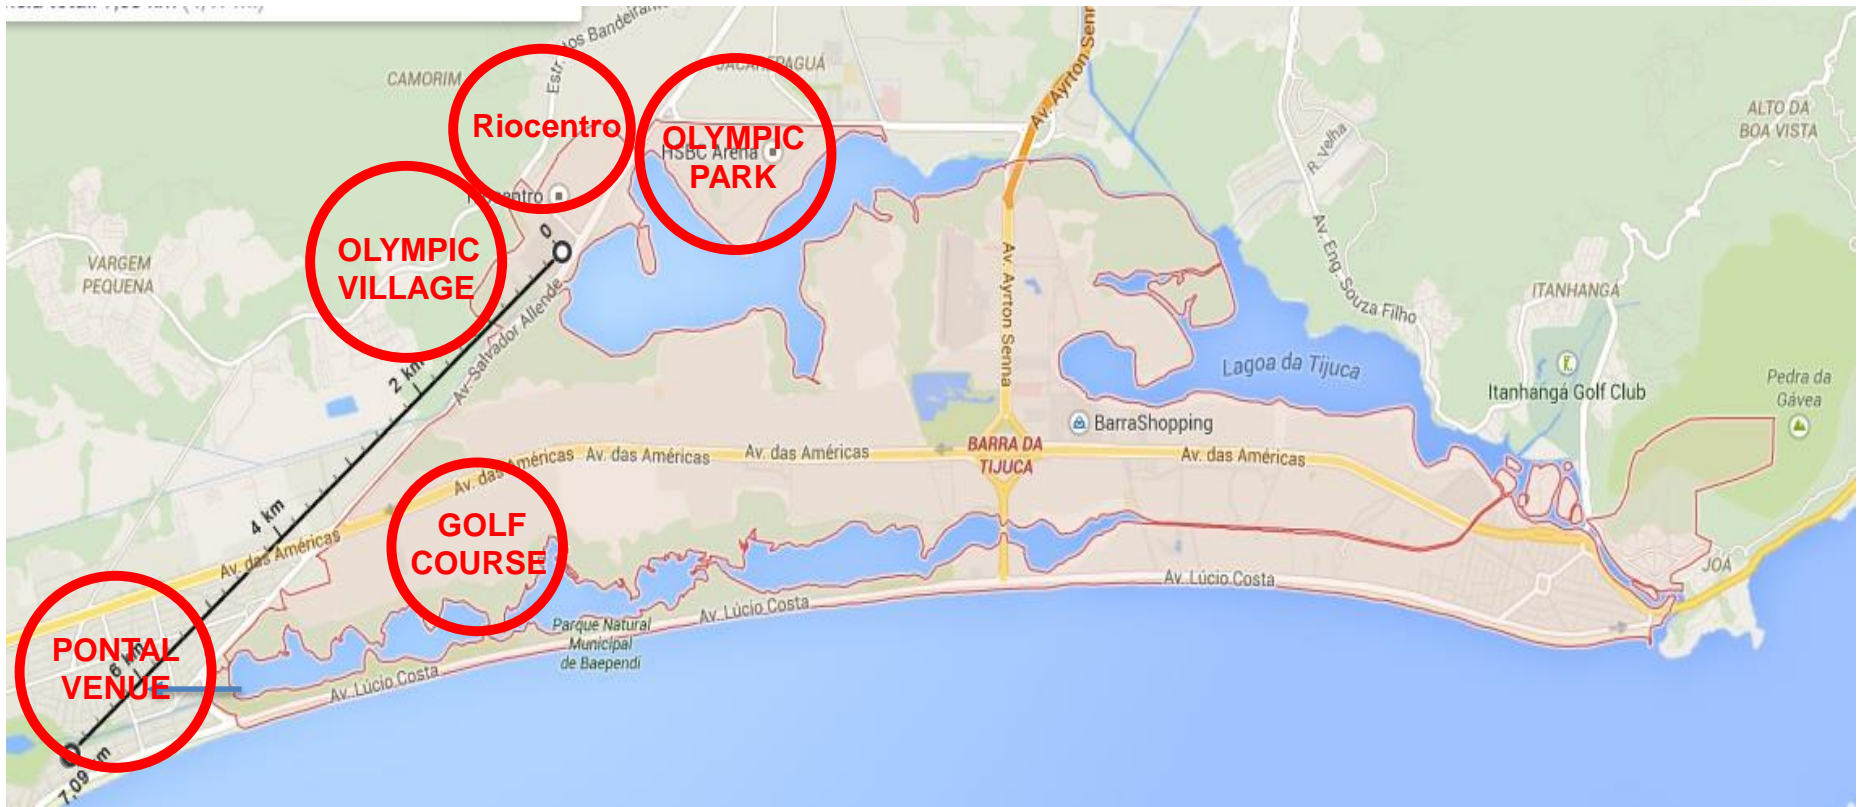 CAMORIM
JACAREPAGUÁ
Riocentro
OLYMPIC
PARK
HSBC Arena
Av. Ayrton Senn
ALTO DA
BOA VISTA
R. Velha
OLYMPIC
VILLAGE
0
VARGEM
PEQUENA
Av. Salvador Allende
2 km
Av. Ayrton Senna
Av. Eng. Souza Filho
ITANHANGÁ
Lagoa da Tijuca
Itanhangá Golf Club
Pedra da
Gávea
BarraShopping
BARRA DA
TIJUCA
Av. das Américas
Av. das Américas
Av. das Américas
Av. das Américas
Av. das Américas
4 km
GOLF
COURSE
JOÁ
Av. Lúcio Costa
Av. Lúcio Costa
Av. Lúcio Costa
Parque Natural
Municipal
de Baependi
PONTAL
VENUE
6 km
7,09 km